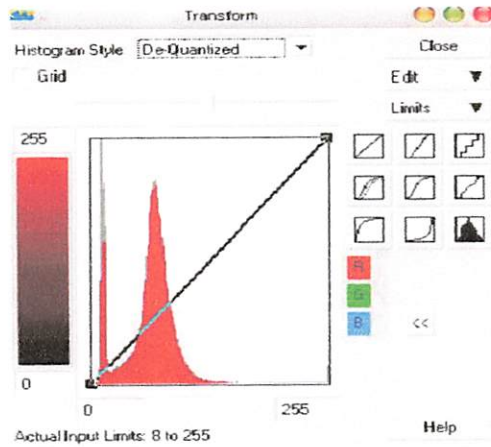 Transform
Histogram Style De-Quantized
Close
Grid
Edit
Limits
255
R
G
B
<<
0
0 255
Actual Input Limits: 8 to 255
Help